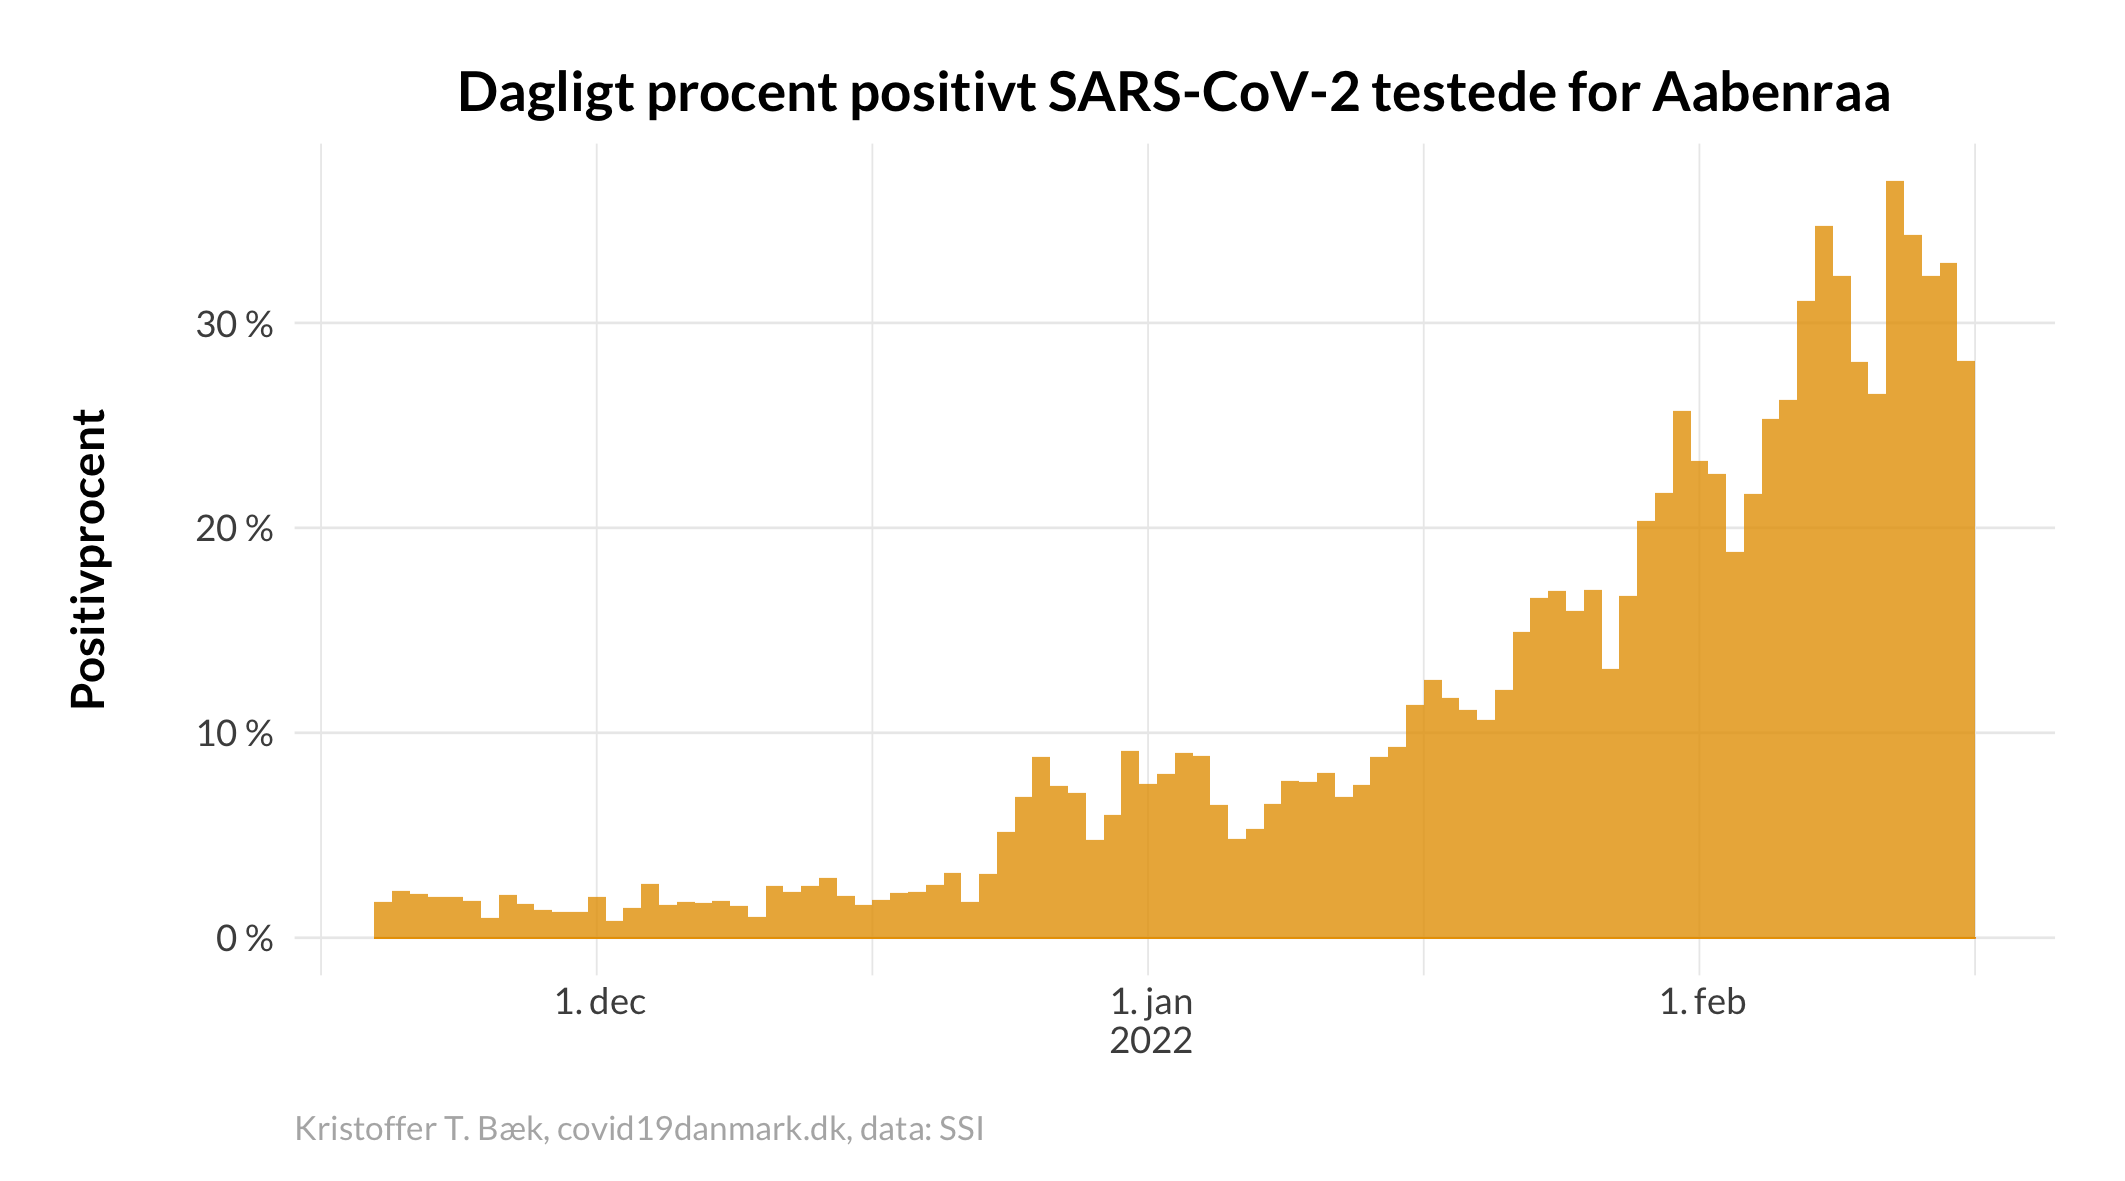 Dagligt procent positivt SARS-CoV-2 testede for Aabenraa
Positivprocent
30 %
20 %
10 %
0 %
1. dec
1. jan
2022
1. feb
Kristoffer T. Bæk, covid19danmark.dk, data: SSI